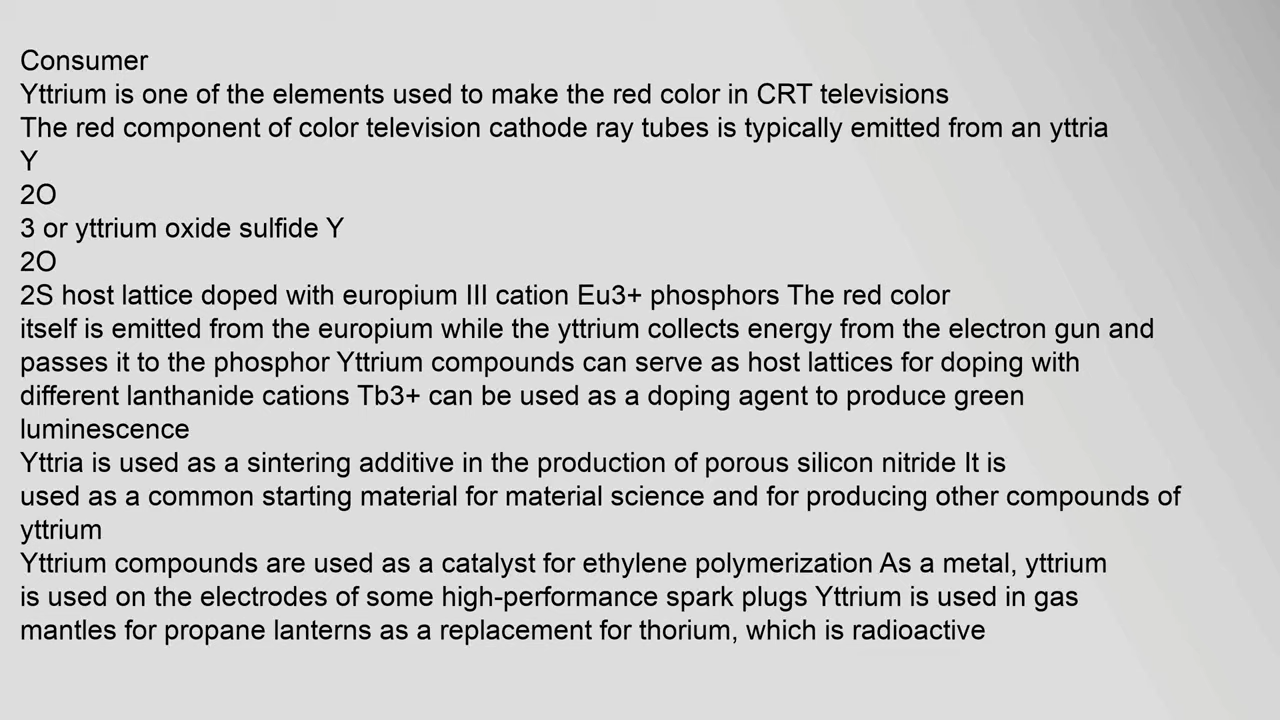 Consumer
Yttrium is one of the elements used to make the red color in CRT televisions
The red component of color television cathode ray tubes is typically emitted from an yttria
Y
2O
3 or yttrium oxide sulfide Y
2O
2S host lattice doped with europium III cation Eu3+ phosphors The red color
itself is emitted from the europium while the yttrium collects energy from the electron gun and
passes it to the phosphor Yttrium compounds can serve as host lattices for doping with
different lanthanide cations Tb3+ can be used as a doping agent to produce green
luminescence
Yttria is used as a sintering additive in the production of porous silicon nitride It is
used as a common starting material for material science and for producing other compounds of
yttrium
Yttrium compounds are used as a catalyst for ethylene polymerization As a metal, yttrium
is used on the electrodes of some high-performance spark plugs Yttrium is used in gas
mantles for propane lanterns as a replacement for thorium, which is radioactive